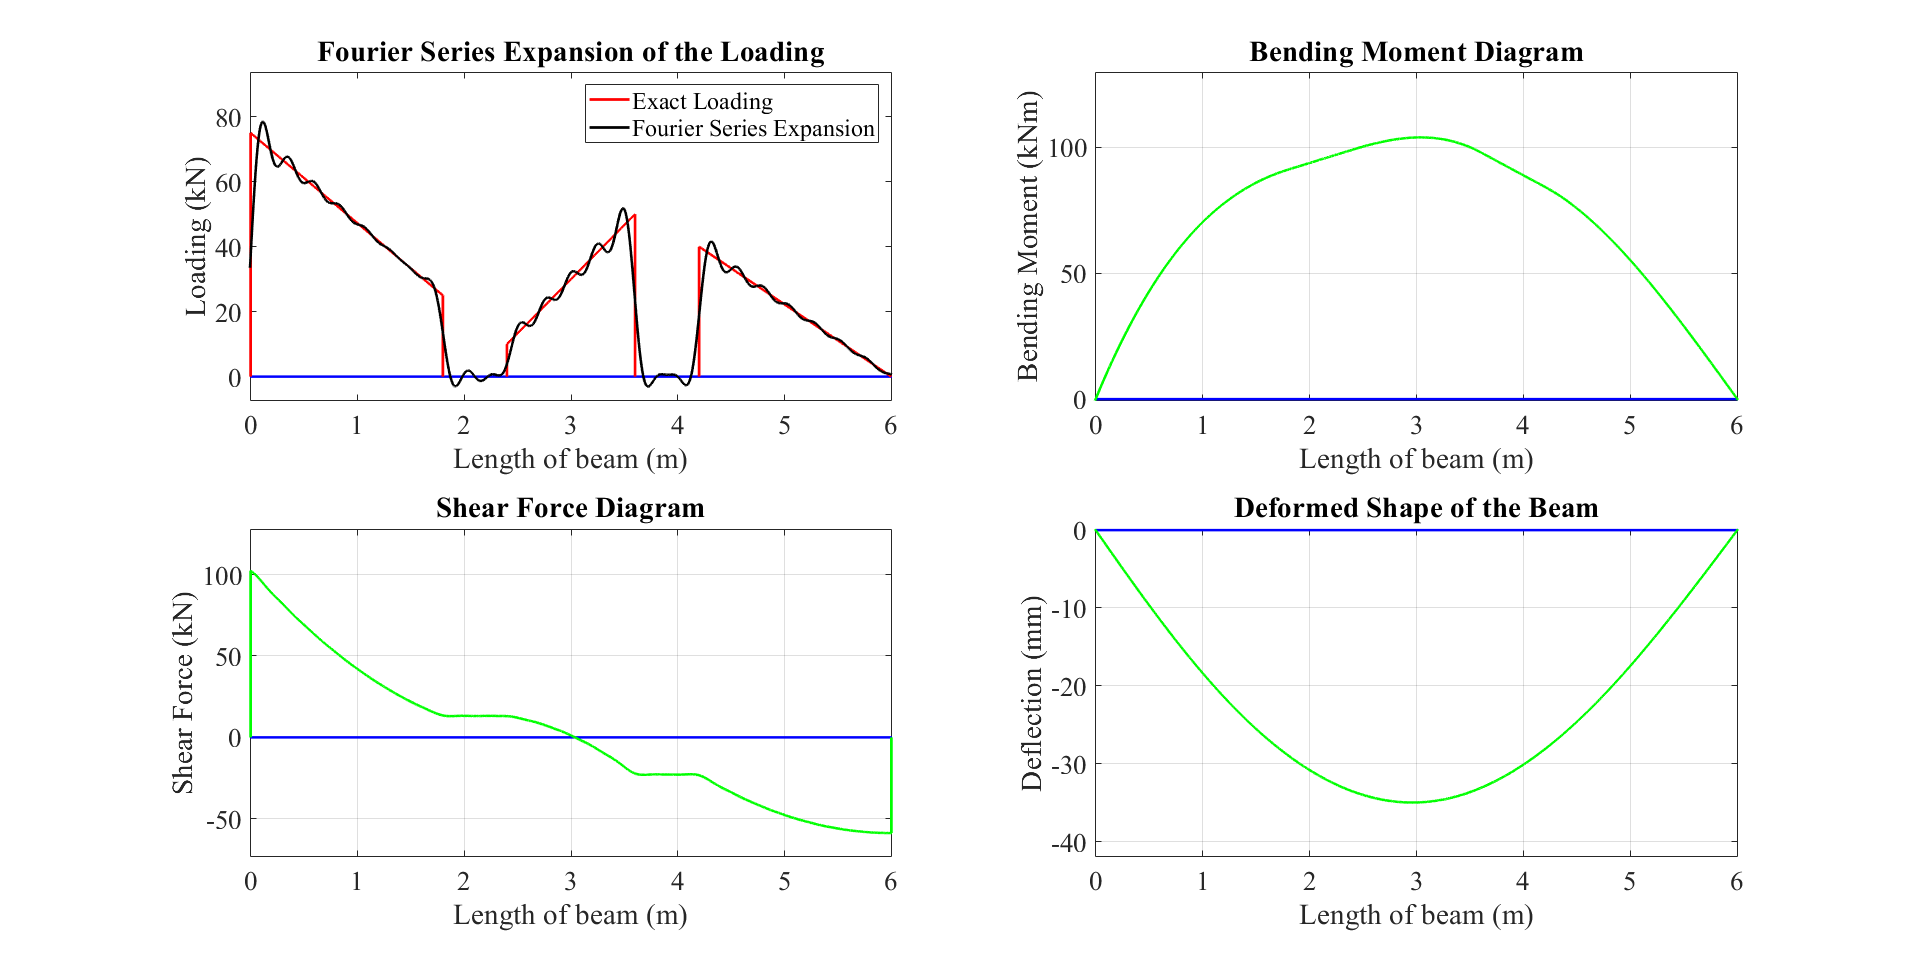 Fourier Series Expansion of the Loading
Exact Loading
Fourier Series Expansion
Loading (kN)
80
60
40
20
0
0 1 2 3 4 5 6
Length of beam (m)
Bending Moment Diagram
Bending Moment (kNm)
100
50
0
0 1 2 3 4 5 6
Length of beam (m)
Shear Force Diagram
Shear Force (kN)
100
50
0
-50
0 1 2 3 4 5 6
Length of beam (m)
Deformed Shape of the Beam
Deflection (mm)
0
-10
-20
-30
-40
0 1 2 3 4 5 6
Length of beam (m)